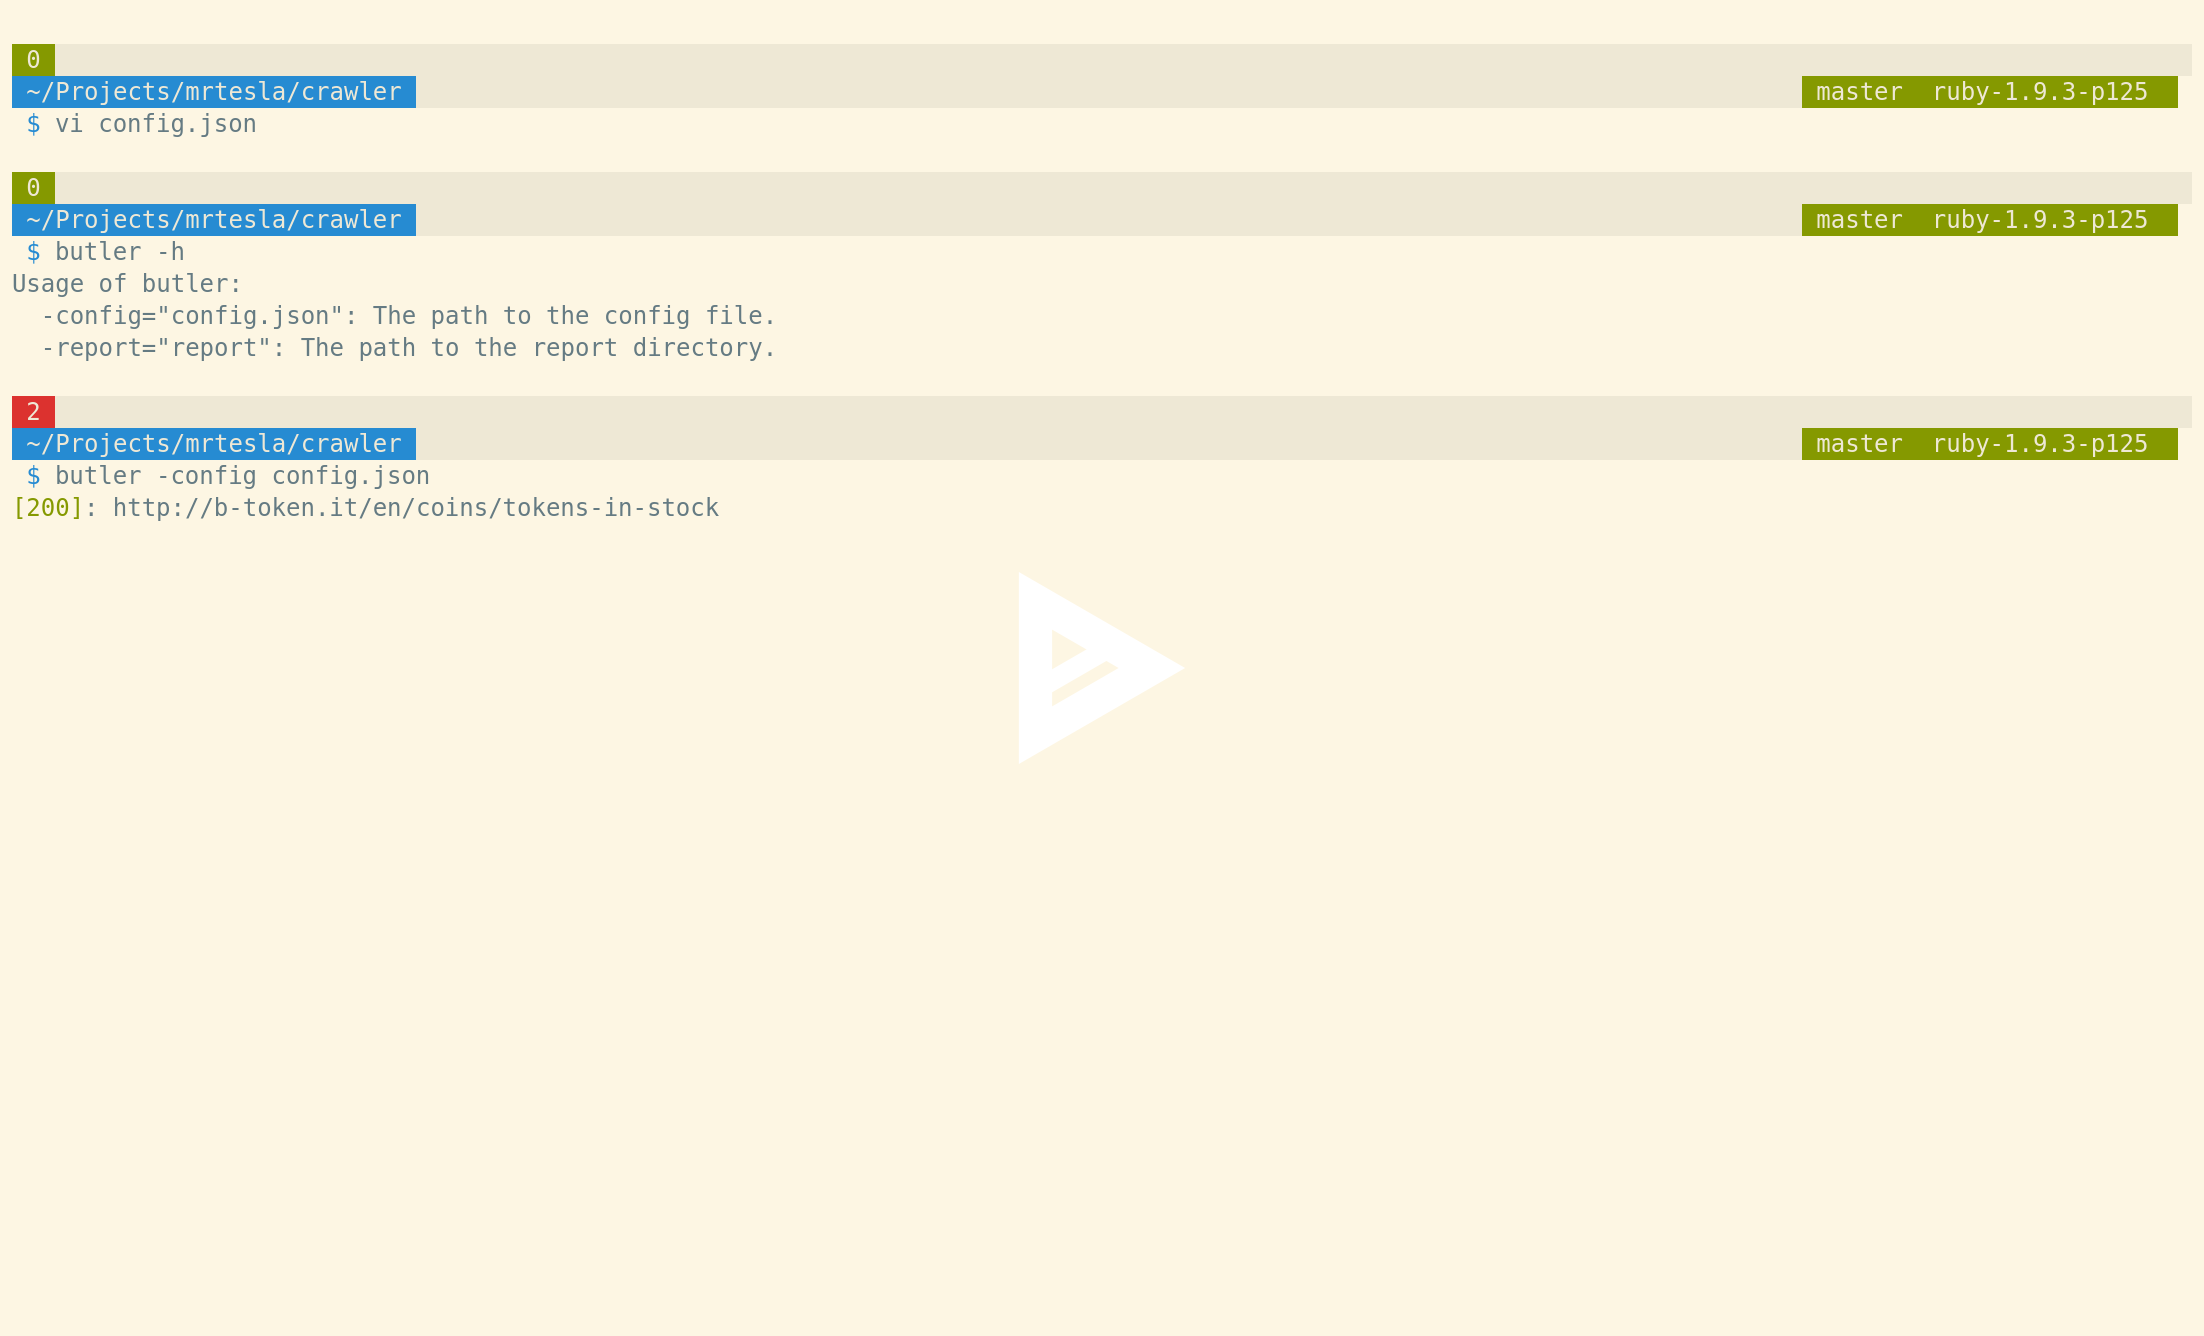 0
~/Projects/mrtesla/crawler master ruby-1.9.3-p125
$ vi config.json
0
~/Projects/mrtesla/crawler master ruby-1.9.3-p125
$ butler -h
Usage of butler:
-config="config.json": The path to the config file.
-report="report": The path to the report directory.
2
~/Projects/mrtesla/crawler master ruby-1.9.3-p125
$ butler -config config.json
[200]: http://b-token.it/en/coins/tokens-in-stock